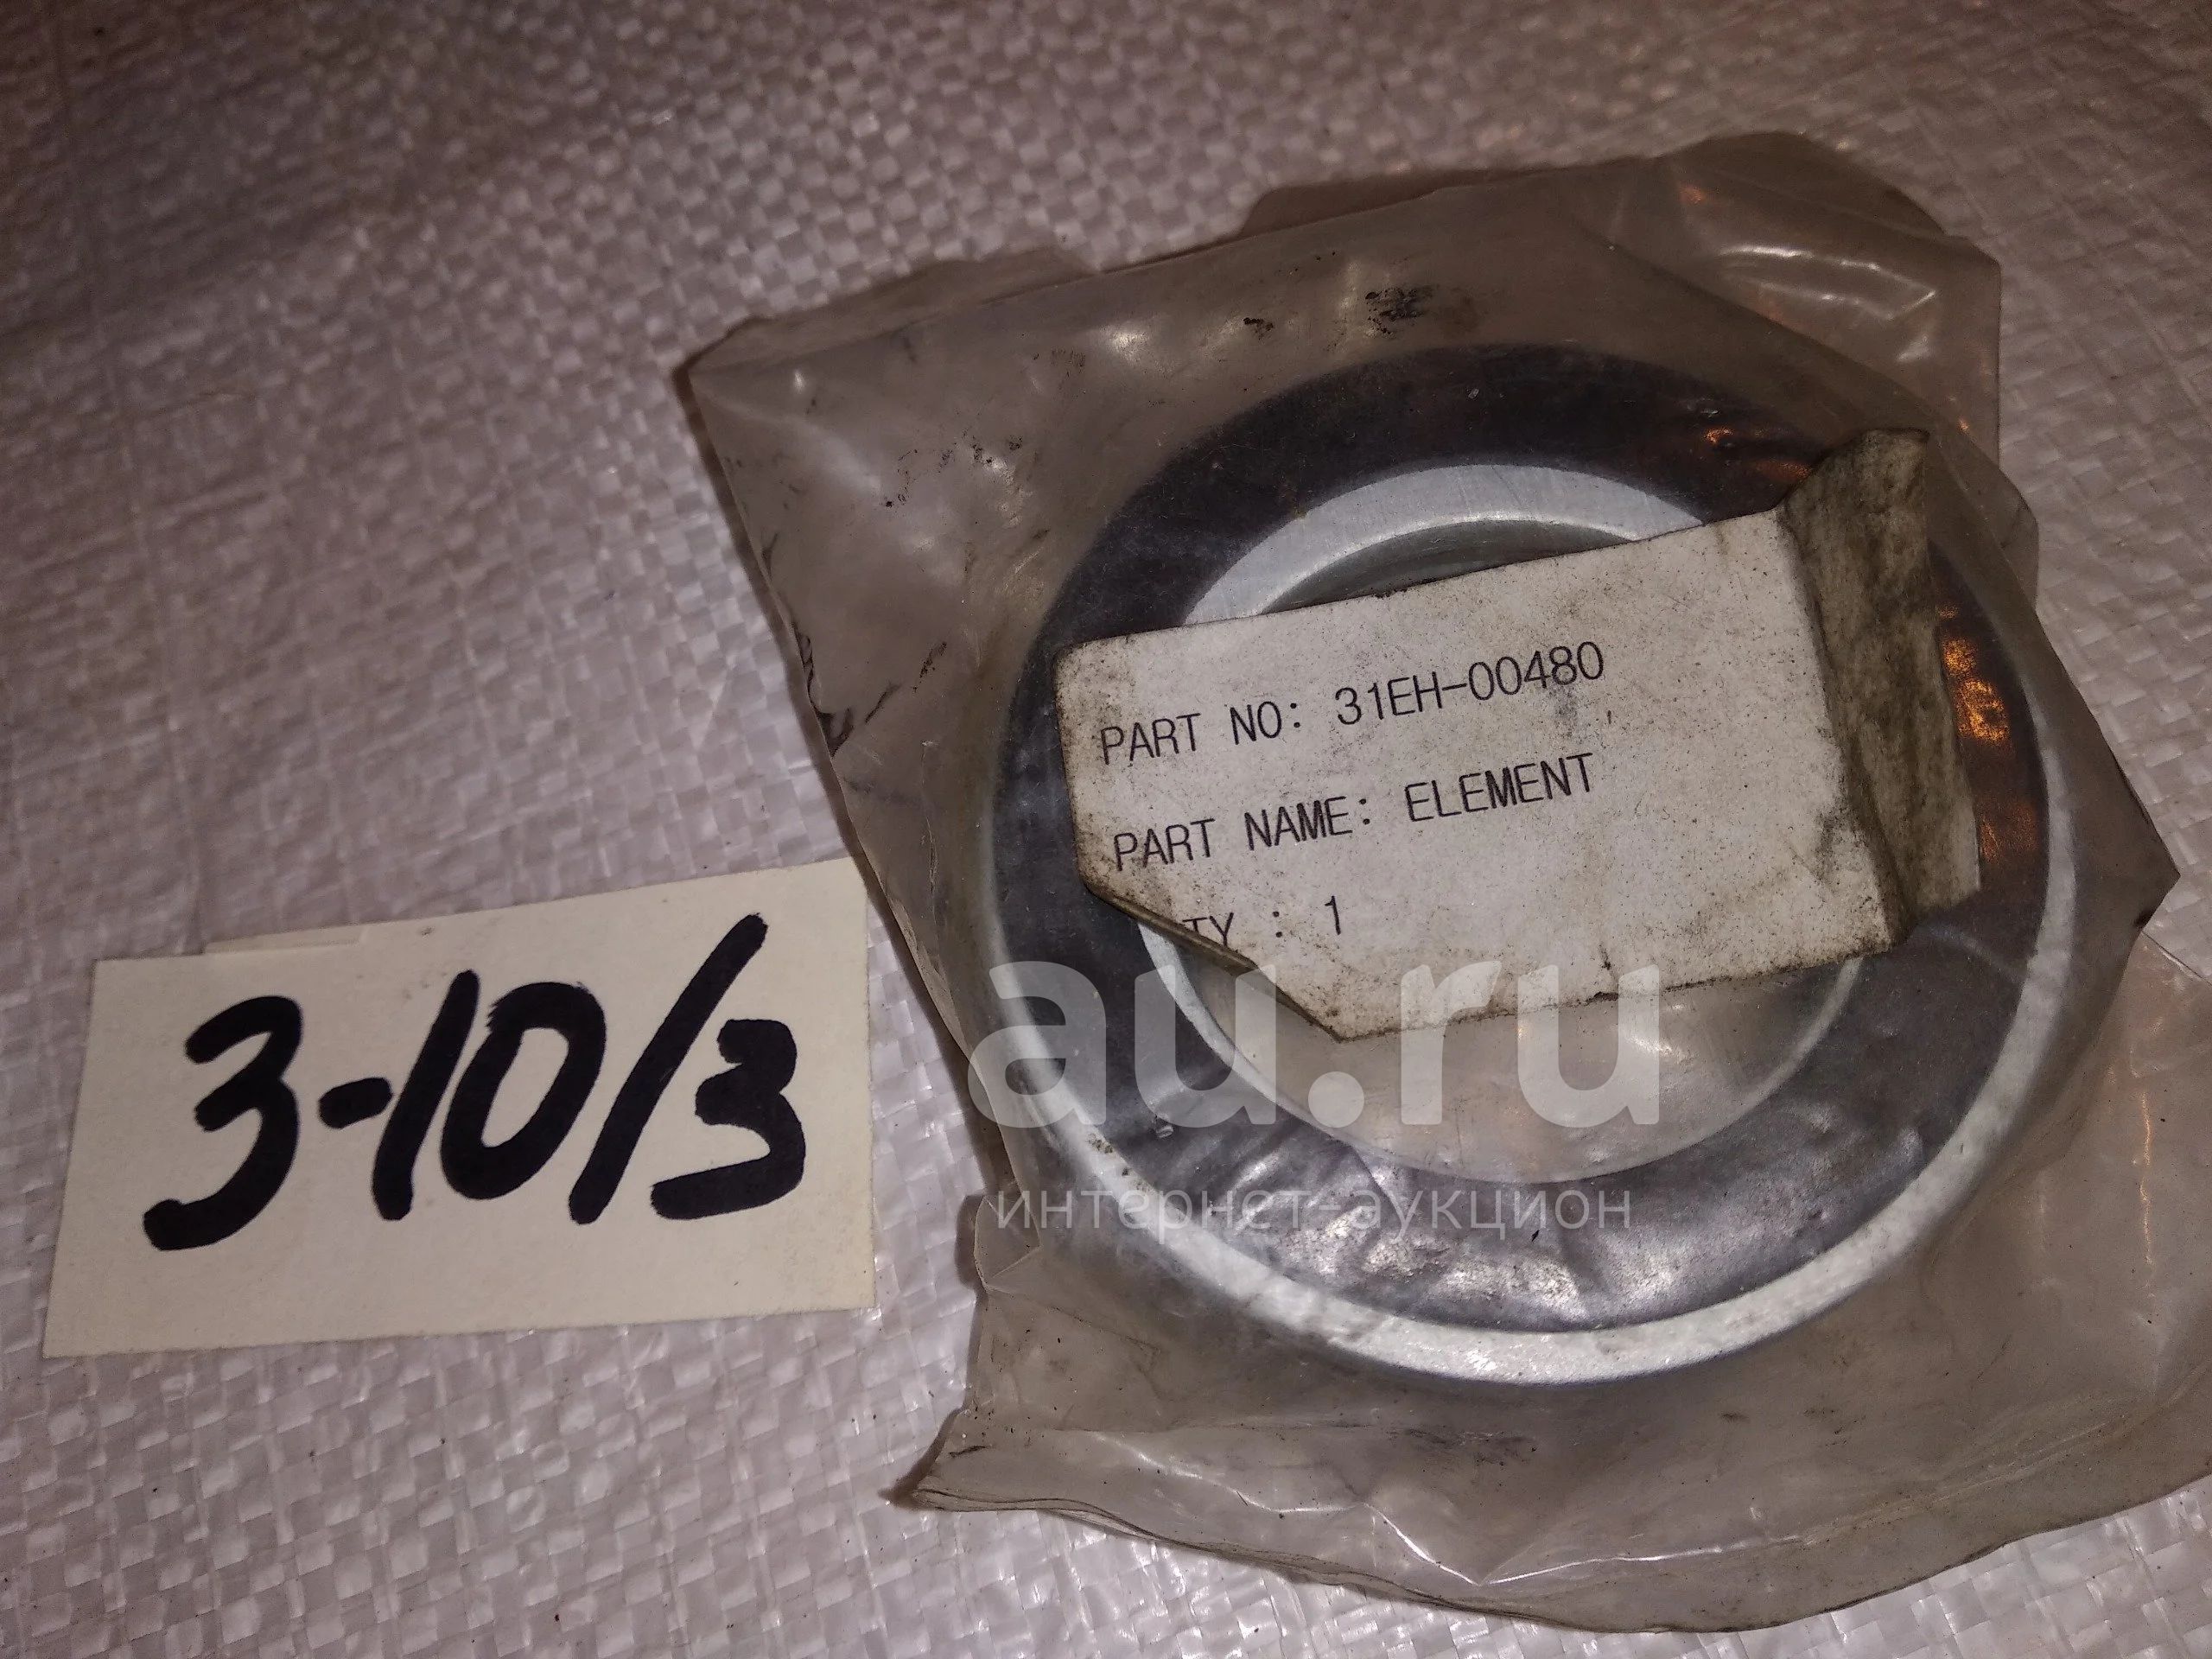 PART NO: 31EH-00480
PART NAME: ELEMENT
TY : 1
3-10/3
au.ru
интернет-аукцион